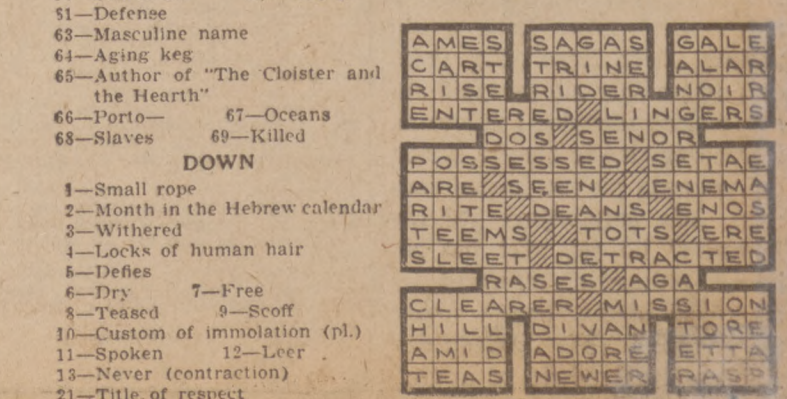 51—Defense
63—Masculine name
64—Aging keg
65—Author of "The Cloister and
the Hearth"
66—Porto— 67—Oceans
68—Slaves 69—Killed
DOWN
1—Small rope
2—Month in the Hebrew calendar
3—Withered
4—Locks of human hair
5—Defies
6—Dry 7—Free
8—Teased 9—Scoff
10—Custom of immolation (pl.)
11—Spoken 12—Leer
13—Never (contraction)
21—Title of respect
AMES SAGAS GALE
CART TRINE ALAR
RISE RIDER NOIR
ENTERED LINGERS
DOS SENOR
POSSESSED SETAE
ARE SEEN ENEMA
RITE DEANS ENOS
TEEMS TOTS ERE
SLEET DETRACTED
RASES AGA
CLEARER MISSION
HILL DIVAN TORE
AMID ADORE ETTA
TEAS NEWER RASP